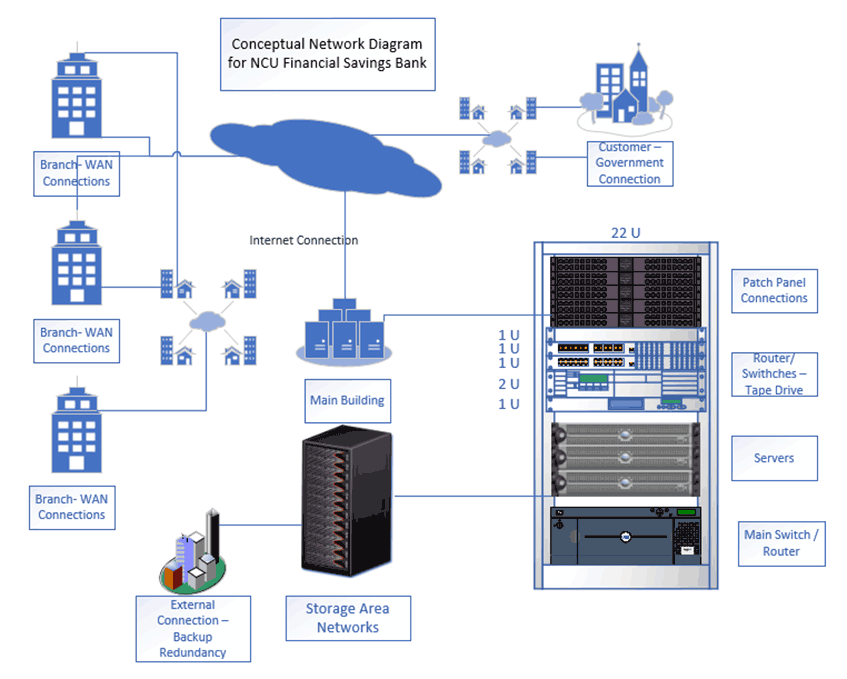 Conceptual Network Diagram
for NCU Financial Savings Bank
Branch- WAN
Connections
Customer –
Government
Connection
Internet Connection
22 U
Patch Panel
Connections
Branch- WAN
Connections
1 U
1 U
1 U
2 U
1 U
Router/
Swithches –
Tape Drive
Main Building
Servers
Branch- WAN
Connections
Main Switch /
Router
External
Connection –
Backup
Redundancy
Storage Area
Networks